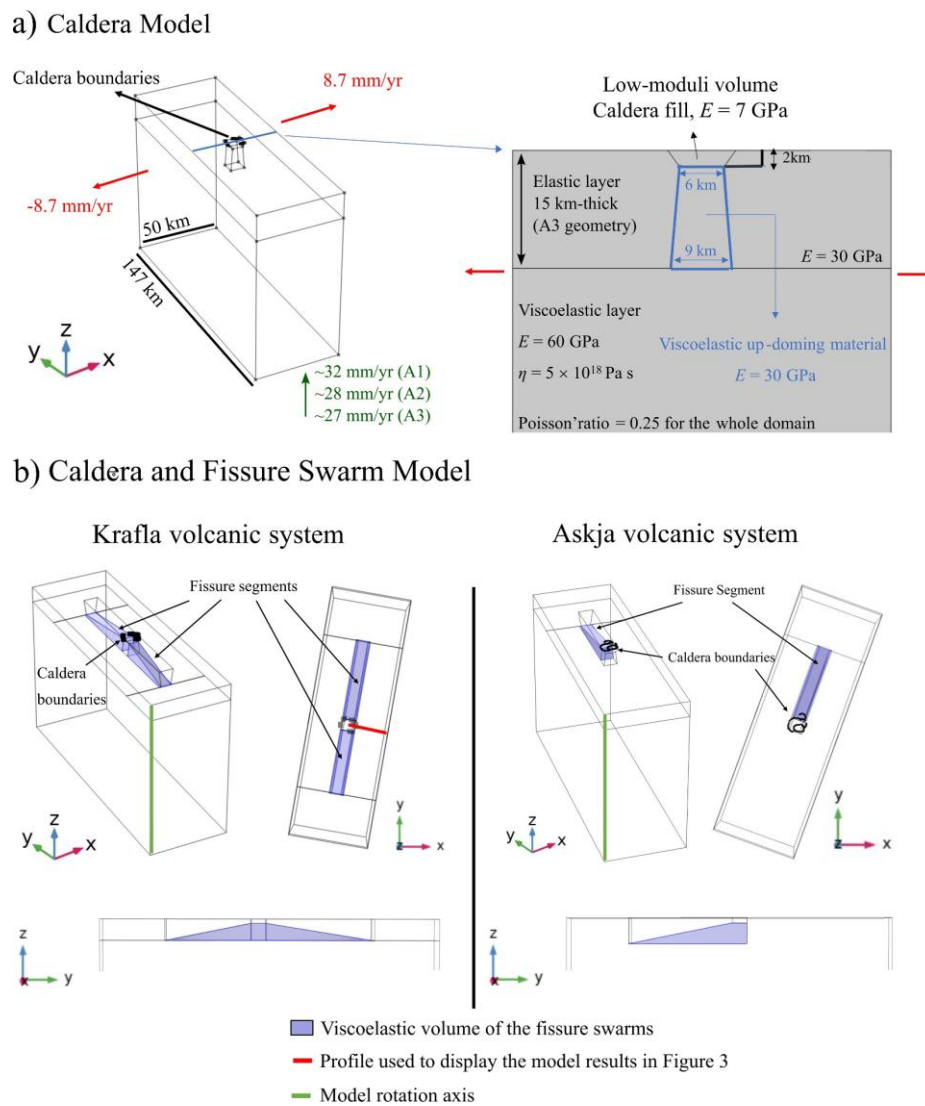 a) Caldera Model
Caldera boundaries
8.7 mm/yr
-8.7 mm/yr
50 km
147 km
z
y
x
~32 mm/yr (A1)
~28 mm/yr (A2)
~27 mm/yr (A3)
Low-moduli volume
Caldera fill, E = 7 GPa
2km
Elastic layer
15 km-thick
(A3 geometry)
6 km
9 km
E = 30 GPa
Viscoelastic layer
E = 60 GPa
η = 5 × 10¹⁸ Pa s
Viscoelastic up-doming material
E = 30 GPa
Poisson'ratio = 0.25 for the whole domain
b) Caldera and Fissure Swarm Model
Krafla volcanic system
Fissure segments
Caldera
boundaries
z
y
x
y
z
x
z
x
y
Askja volcanic system
Fissure Segment
Caldera boundaries
z
y
x
y
z
x
z
x
y
Viscoelastic volume of the fissure swarms
Profile used to display the model results in Figure 3
Model rotation axis